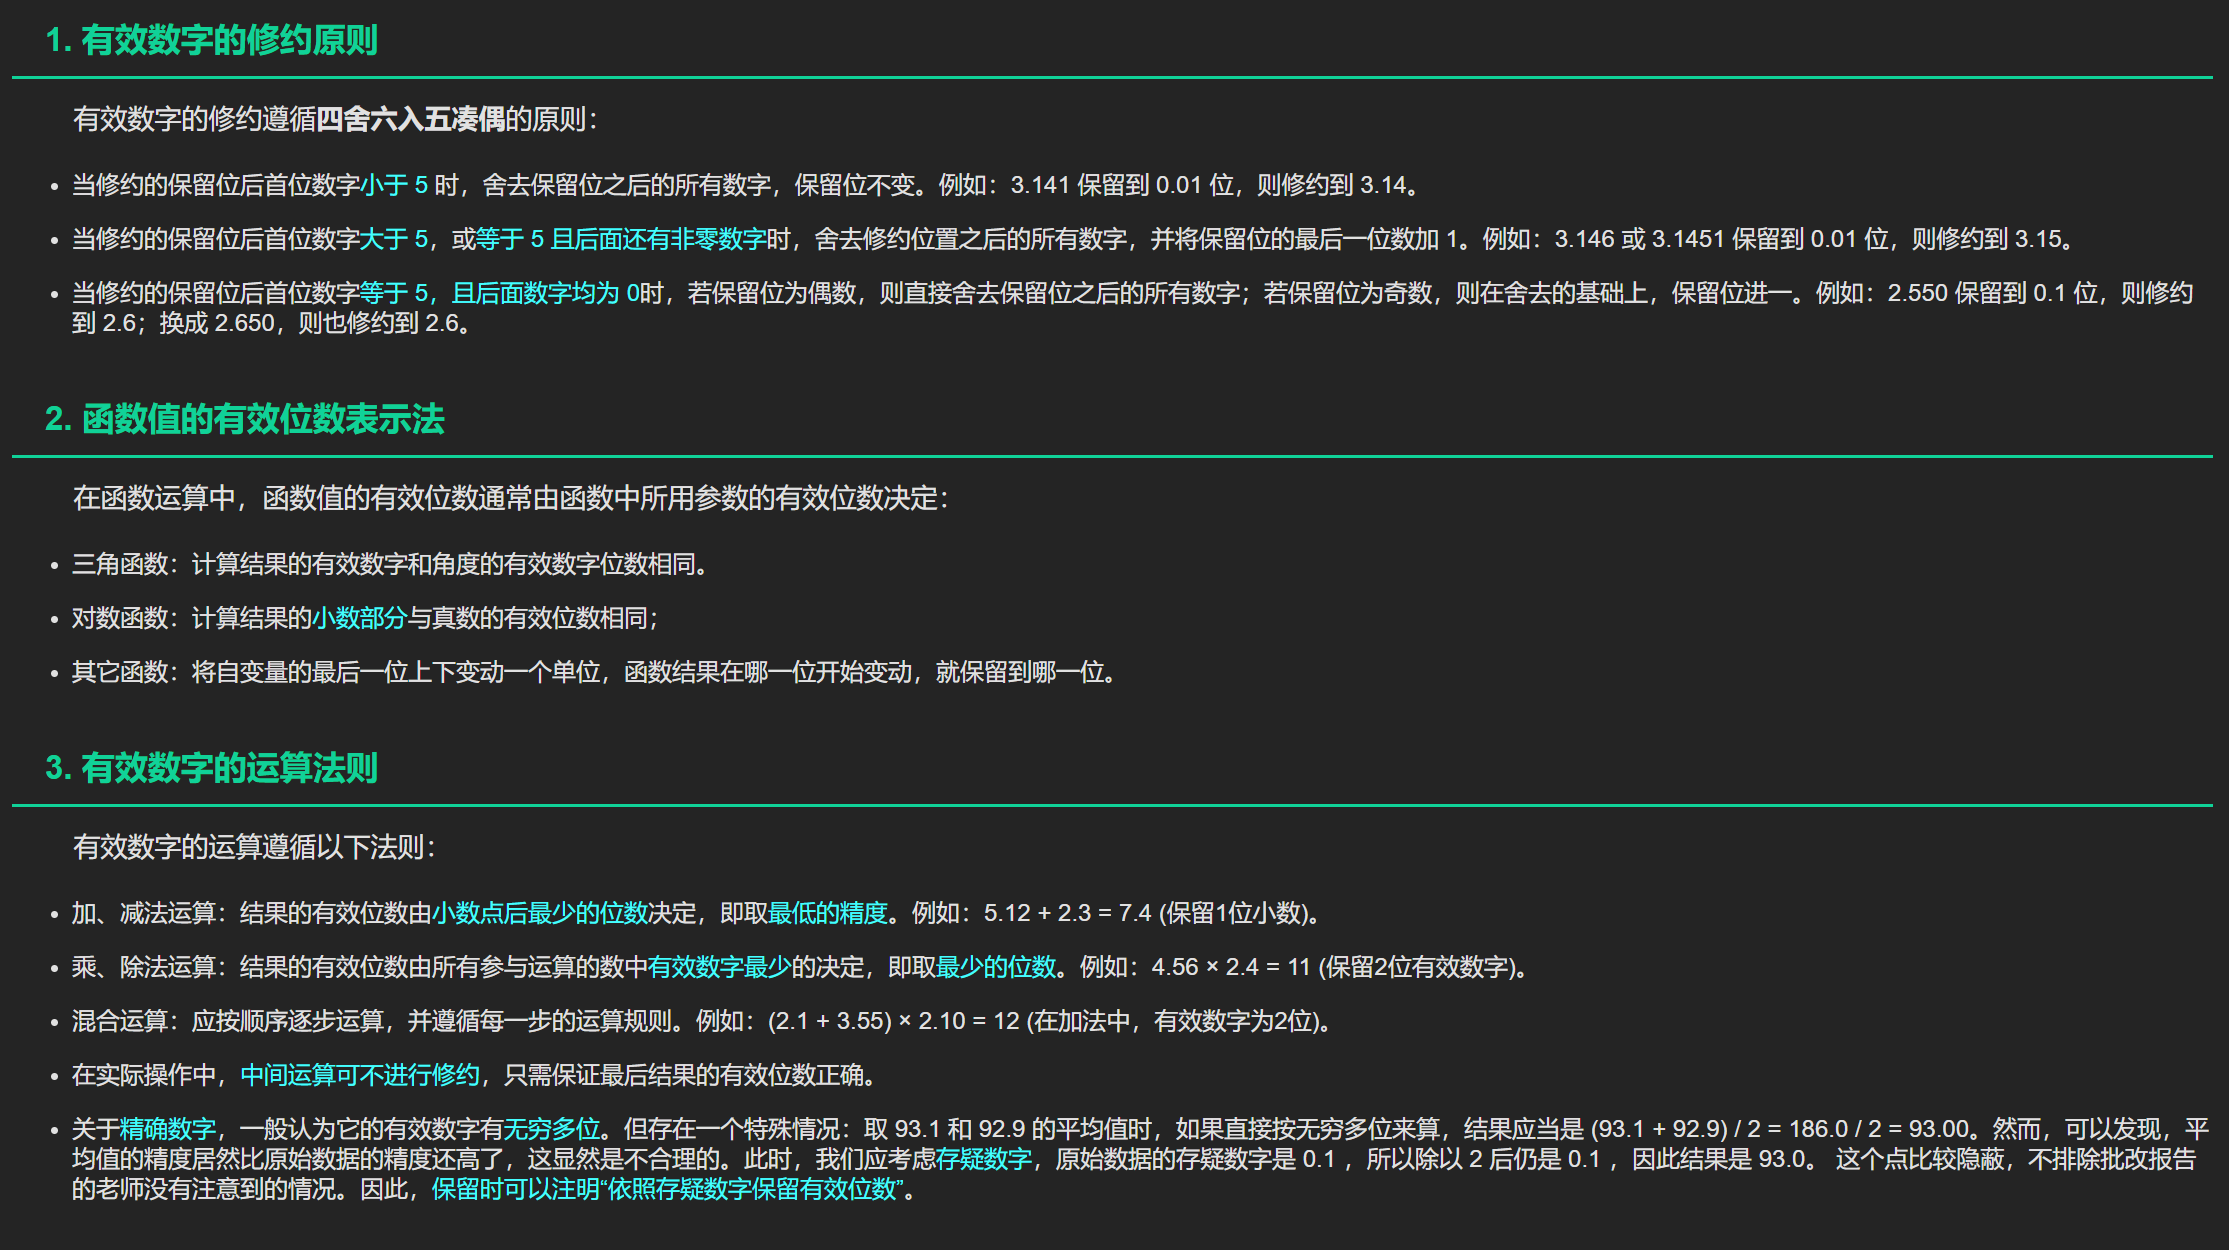 1. 有效数字的修约原则
有效数字的修约遵循四舍六入五凑偶的原则：
• 当修约的保留位后首位数字小于 5 时，舍去保留位之后的所有数字，保留位不变。例如：3.141 保留到 0.01 位，则修约到 3.14。
• 当修约的保留位后首位数字大于 5，或等于 5 且后面还有非零数字时，舍去修约位置之后的所有数字，并将保留位的最后一位数加 1。例如：3.146 或 3.1451 保留到 0.01 位，则修约到 3.15。
• 当修约的保留位后首位数字等于 5，且后面数字均为 0时，若保留位为偶数，则直接舍去保留位之后的所有数字；若保留位为奇数，则在舍去的基础上，保留位进一。例如：2.550 保留到 0.1 位，则修约
到 2.6；换成 2.650，则也修约到 2.6。
2. 函数值的有效位数表示法
在函数运算中，函数值的有效位数通常由函数中所用参数的有效位数决定：
• 三角函数：计算结果的有效数字和角度的有效数字位数相同。
• 对数函数：计算结果的小数部分与真数的有效位数相同；
• 其它函数：将自变量的最后一位上下变动一个单位，函数结果在哪一位开始变动，就保留到哪一位。
3. 有效数字的运算法则
有效数字的运算遵循以下法则：
• 加、减法运算：结果的有效位数由小数点后最少的位数决定，即取最低的精度。例如：5.12 + 2.3 = 7.4 (保留1位小数)。
• 乘、除法运算：结果的有效位数由所有参与运算的数中有效数字最少的决定，即取最少的位数。例如：4.56 × 2.4 = 11 (保留2位有效数字)。
• 混合运算：应按顺序逐步运算，并遵循每一步的运算规则。例如：(2.1 + 3.55) × 2.10 = 12 (在加法中，有效数字为2位)。
• 在实际操作中，中间运算可不进行修约，只需保证最后结果的有效位数正确。
• 关于精确数字，一般认为它的有效数字有无穷多位。但存在一个特殊情况：取 93.1 和 92.9 的平均值时，如果直接按无穷多位来算，结果应当是 (93.1 + 92.9) / 2 = 186.0 / 2 = 93.00。然而，可以发现，平
均值的精度居然比原始数据的精度还高了，这显然是不合理的。此时，我们应考虑存疑数字，原始数据的存疑数字是 0.1 ，所以除以 2 后仍是 0.1 ，因此结果是 93.0。 这个点比较隐蔽，不排除批改报告
的老师没有注意到的情况。因此，保留时可以注明“依照存疑数字保留有效位数”。